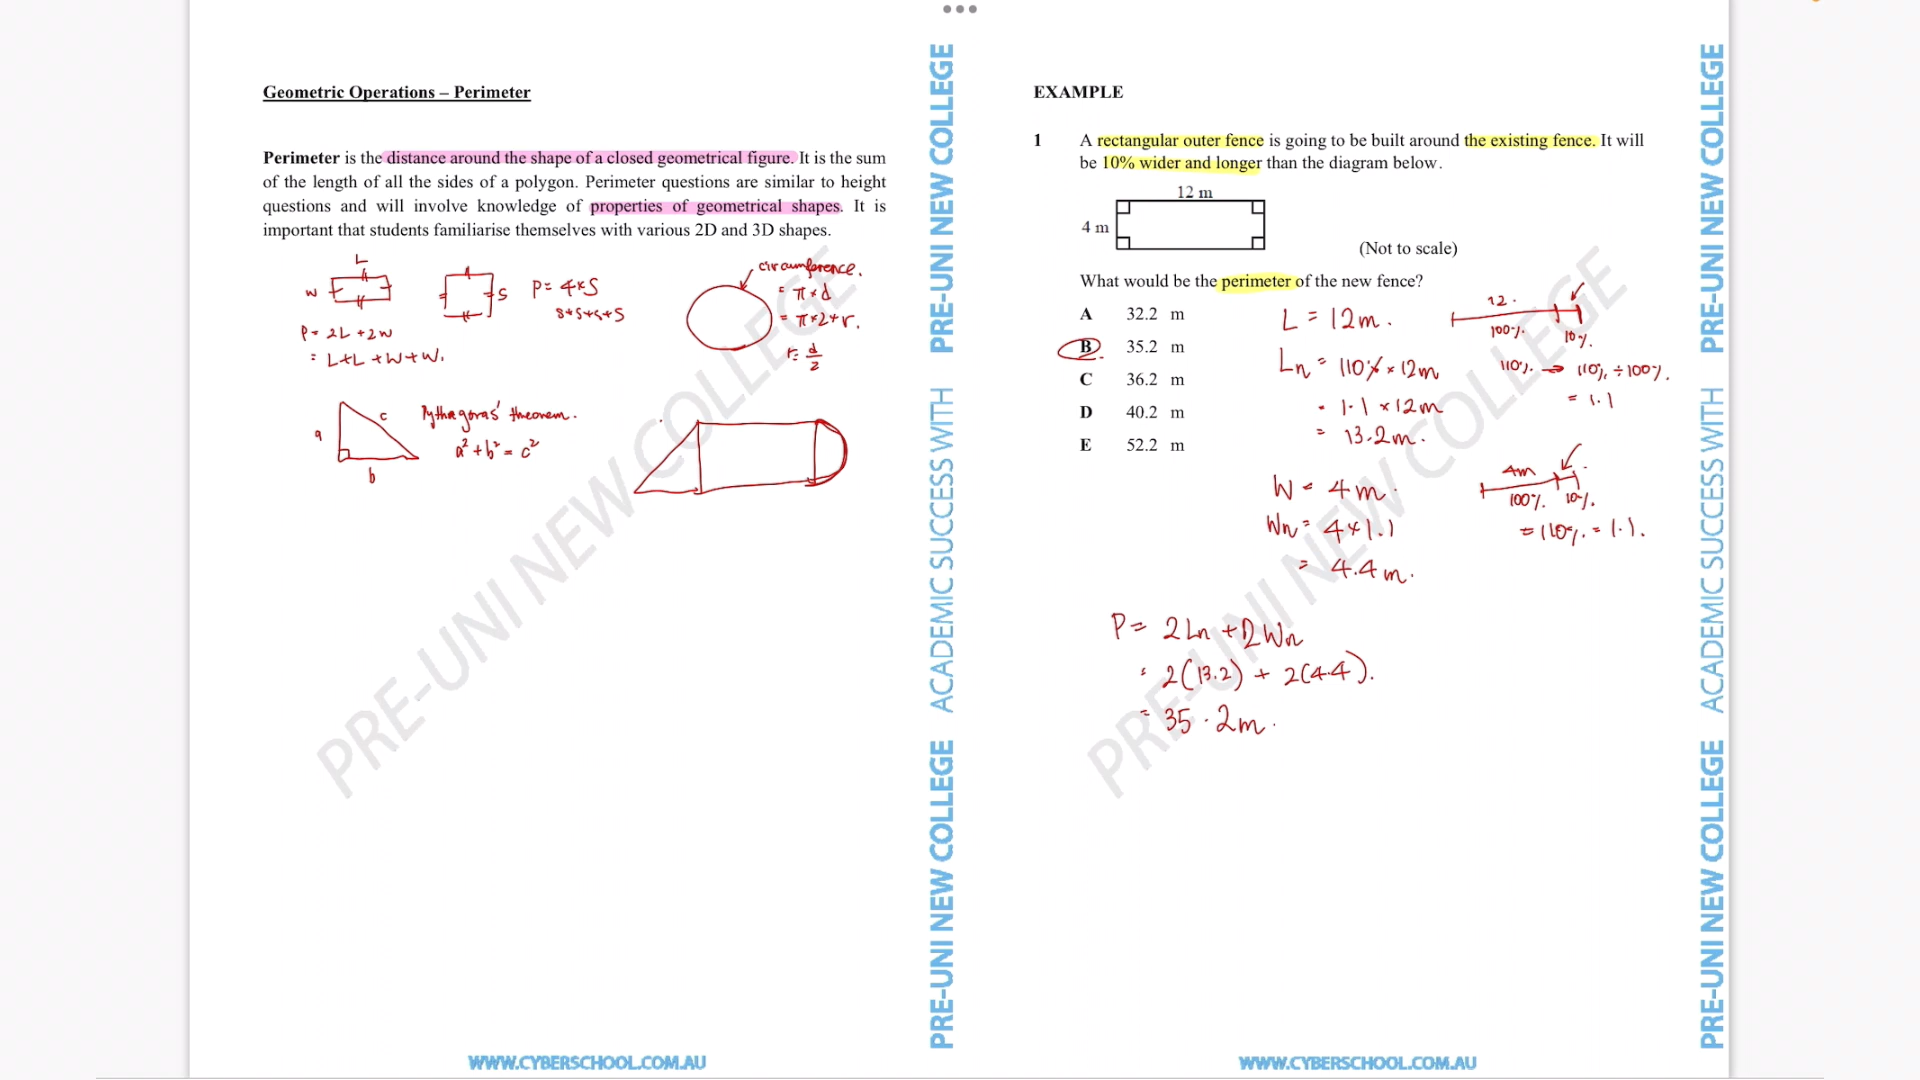 Geometric Operations – Perimeter
Perimeter is the distance around the shape of a closed geometrical figure. It is the sum
of the length of all the sides of a polygon. Perimeter questions are similar to height
questions and will involve knowledge of properties of geometrical shapes. It is
important that students familiarise themselves with various 2D and 3D shapes.
L
W
P = 2L + 2W
= L+L + W + W.
S
P = 4×S
S+S+S+S
circumference.
= π × d
= π × 2 × r.
r = d/2
a
c
b
Pythagoras' theorem.
a² + b² = c²
PRE-UNI NEW COLLEGE
PRE-UNI NEW COLLEGE ACADEMIC SUCCESS WITH PRE-UNI NEW COLLEGE
WWW.CYBERSCHOOL.COM.AU
EXAMPLE
1 A rectangular outer fence is going to be built around the existing fence. It will
be 10% wider and longer than the diagram below.
12 m
4 m
(Not to scale)
What would be the perimeter of the new fence?
A 32.2 m
B 35.2 m
C 36.2 m
D 40.2 m
E 52.2 m
L = 12m.
Ln = 110% × 12m
= 1.1 × 12m
= 13.2m.
12.
100%. 10%.
110%. → 110% ÷ 100%.
= 1.1
W = 4m.
Wn = 4 × 1.1
= 4.4m.
4m
100%. 10%.
= 110%. = 1.1.
P = 2Ln + 2Wn
= 2(13.2) + 2(4.4).
= 35.2m.
PRE-UNI NEW COLLEGE
PRE-UNI NEW COLLEGE ACADEMIC SUCCESS WITH PRE-UNI NEW COLLEGE
WWW.CYBERSCHOOL.COM.AU